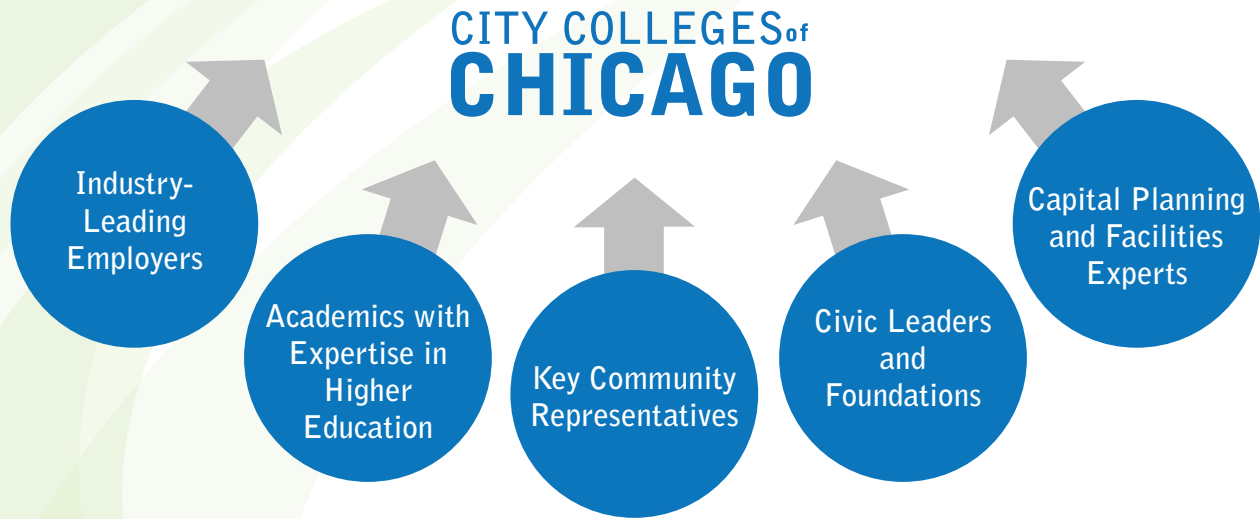 CITY COLLEGES of
CHICAGO
Industry-
Leading
Employers
Academics with
Expertise in
Higher
Education
Key Community
Representatives
Civic Leaders
and
Foundations
Capital Planning
and Facilities
Experts